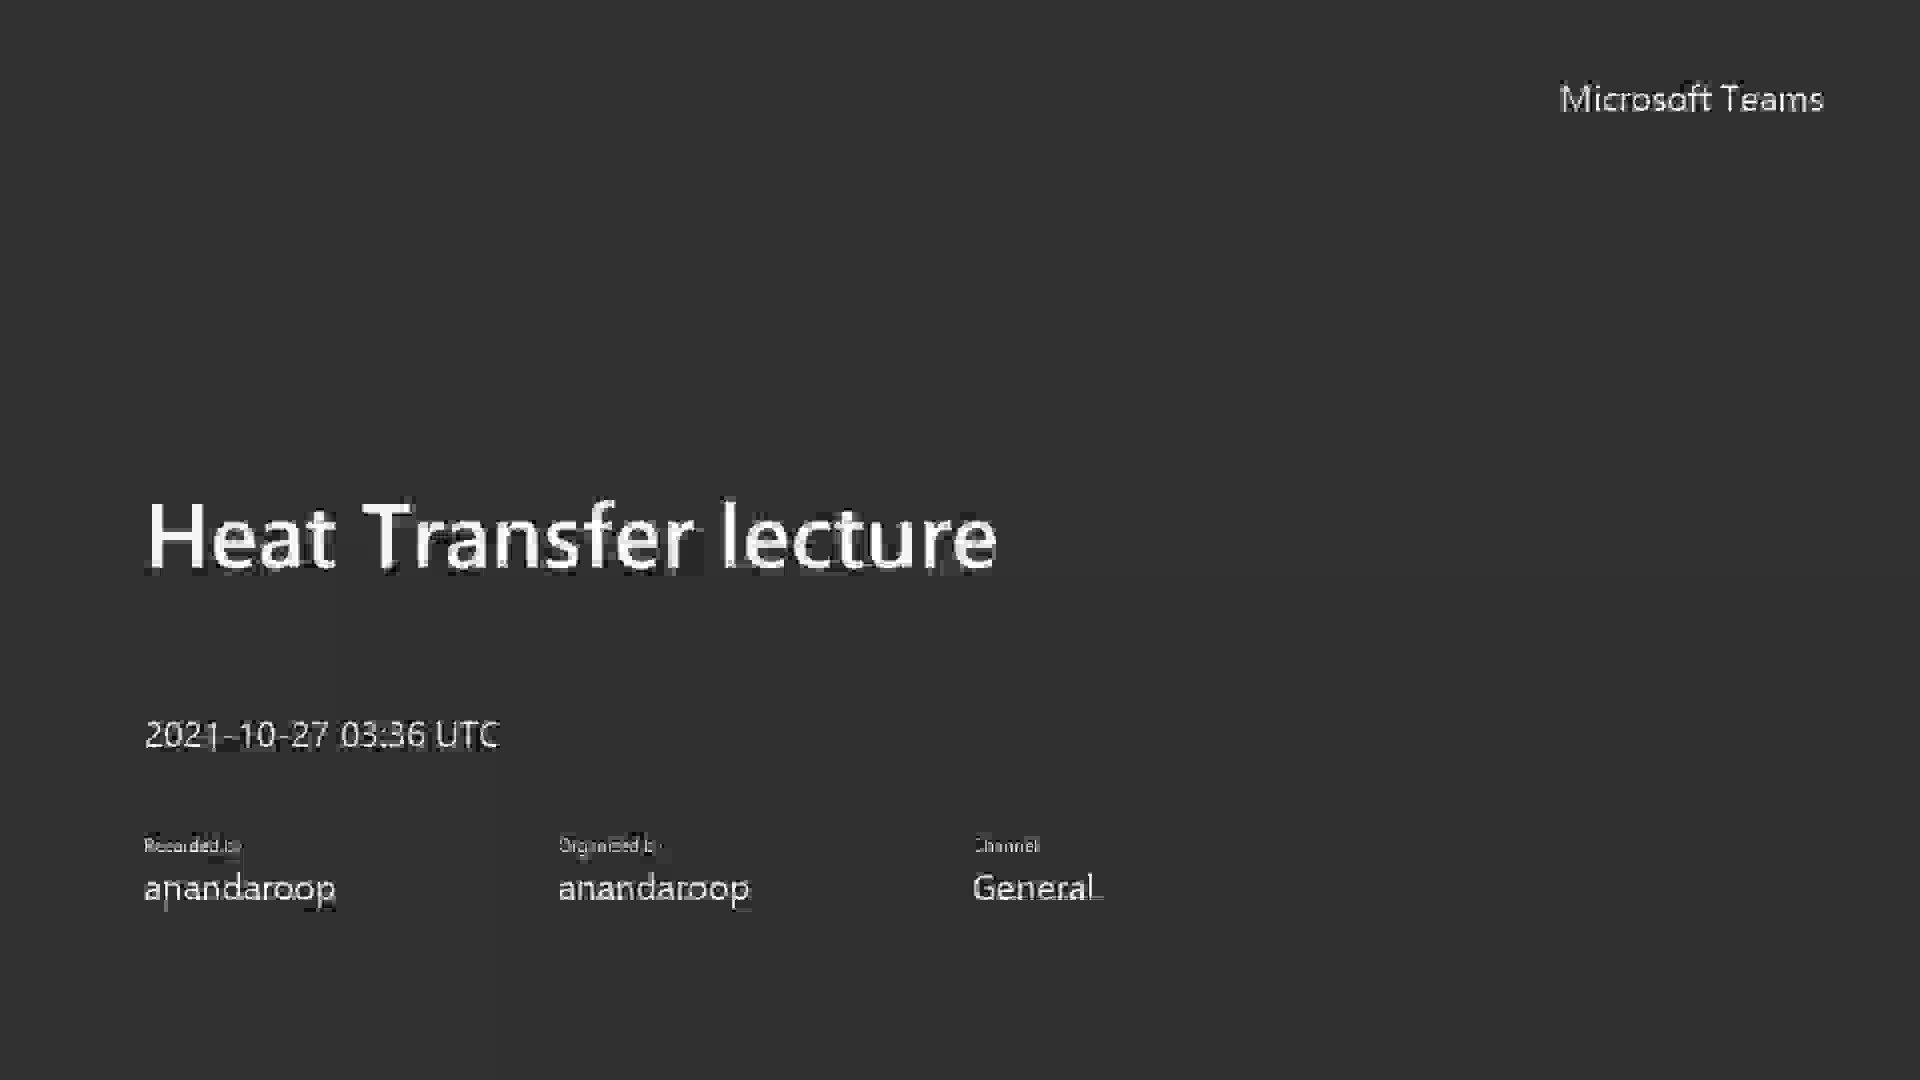 Microsoft Teams
Heat Transfer lecture
2021-10-27 03:36 UTC
Recorded by Organized by Channel
anandaroop anandaroop General